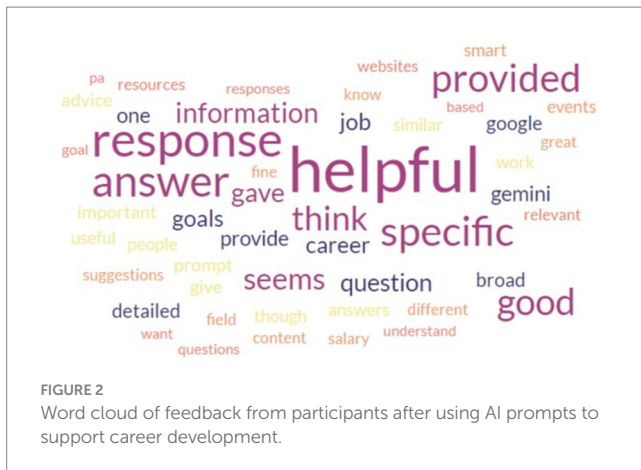 smart
websites
provided
pa
resources
responses
know
based
events
advice
one
information
job
similar
google
great
goal
response
helpful
work
answer
fine
gave
gemini
important
goals
think
specific
relevant
useful
people
provide
career
suggestions
prompt
give
seems
question
broad
good
detailed
field
though
answers
different
want
questions
content
salary
understand
FIGURE 2
Word cloud of feedback from participants after using AI prompts to
support career development.